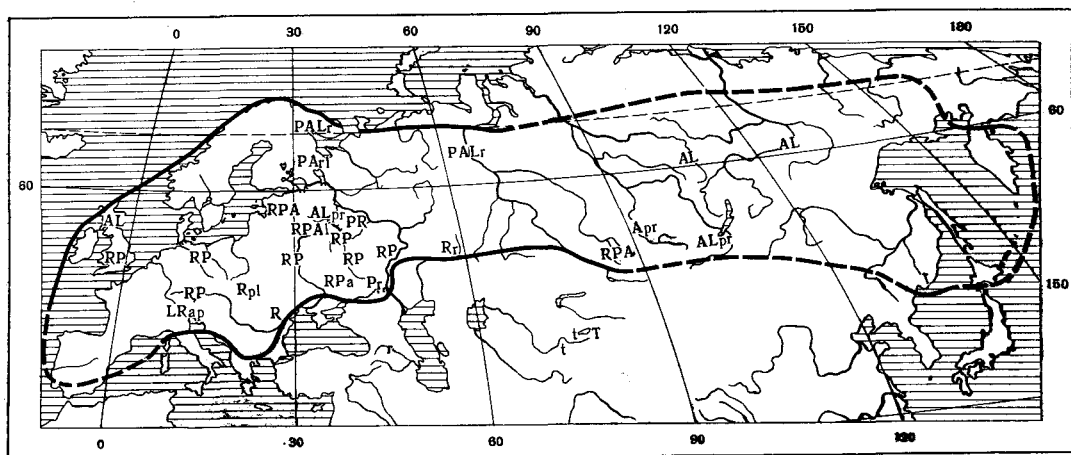 0 30 60 90 120 150 180
PALr
PArl
PALr
AL
AL
60
60
AL
RPA
ALpr
PR
RPAl
RP
Apr
ALpr
RP
RP
RP
RP
RP
Rr
RPA
RP
Rpl
RPa
Pr
150
LRap
R
t-T
r
t
0 30 60 90 120